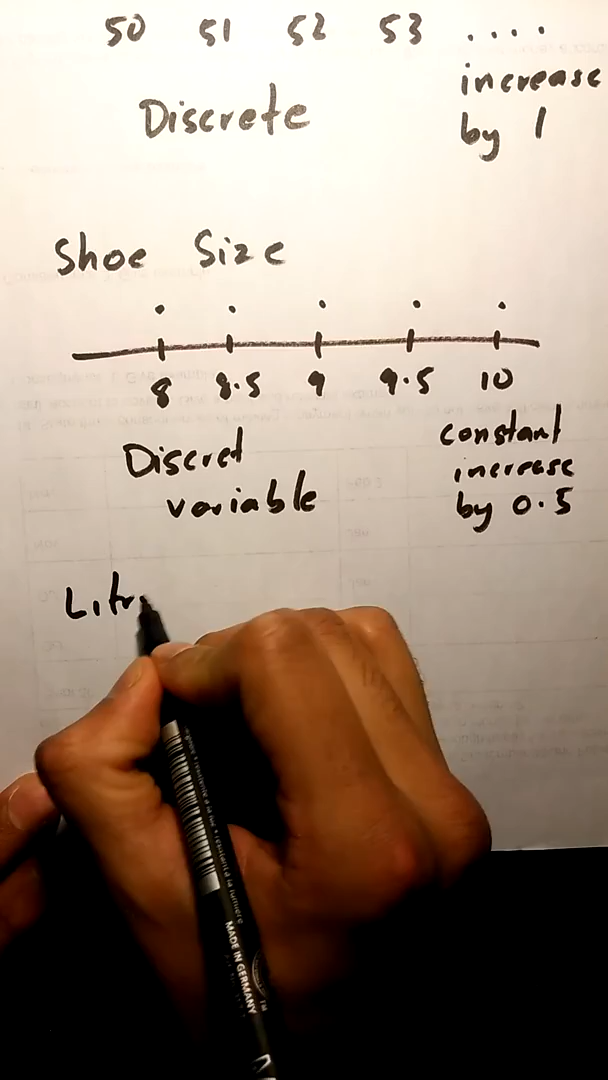 50 51 52 53 ....
increase
by 1
Discrete
Shoe Size
8 8.5 9 9.5 10
Discret
variable
constant
increase
by 0.5
Litr
MADE IN GERMANY